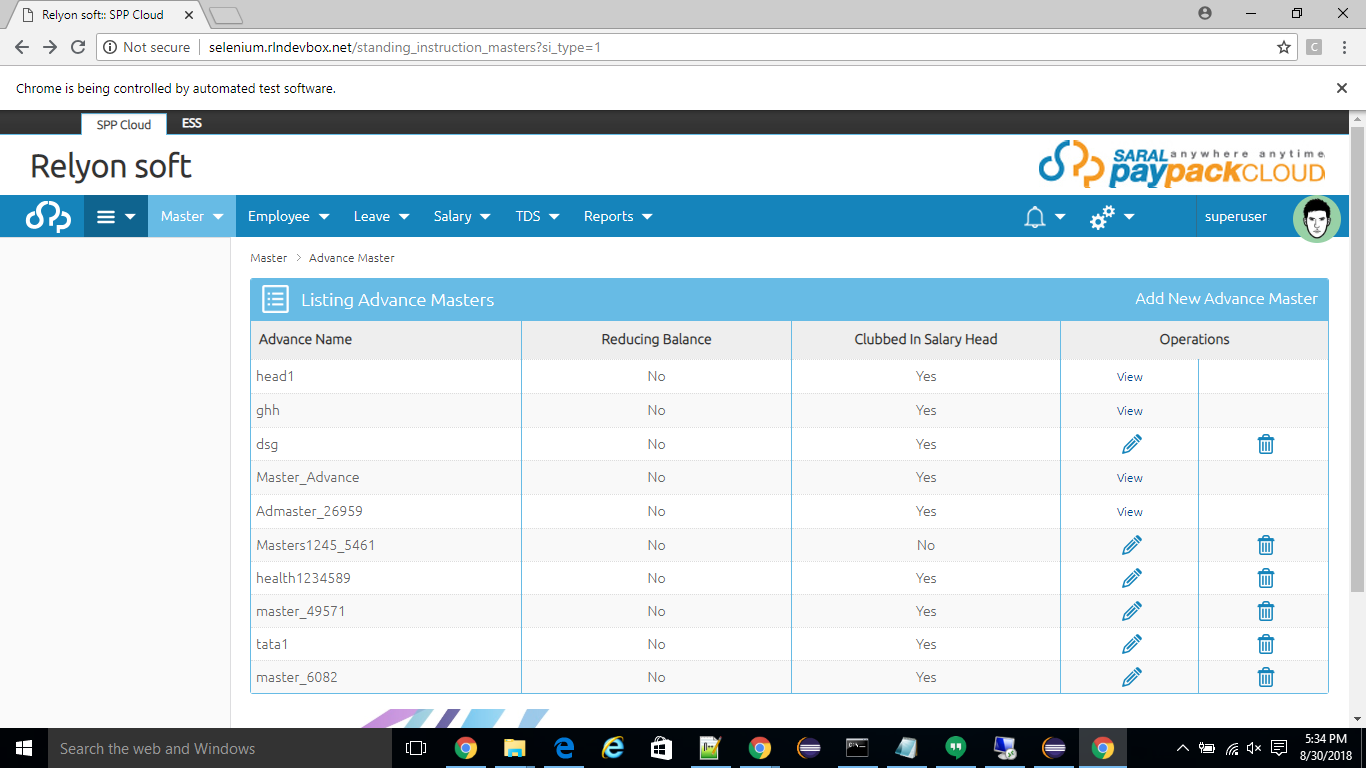 Relyon soft:: SPP Cloud
Not secure selenium.rlndevbox.net/standing_instruction_masters?si_type=1
C
Chrome is being controlled by automated test software.
SPP Cloud ESS
Relyon soft
SARAL anywhere anytime
paypackCLOUD
Master Employee Leave Salary TDS Reports superuser
Master > Advance Master
Listing Advance Masters Add New Advance Master
Advance Name Reducing Balance Clubbed In Salary Head Operations
head1 No Yes View
ghh No Yes View
dsg No Yes
Master_Advance No Yes View
Admaster_26959 No Yes View
Masters1245_5461 No No
health1234589 No Yes
master_49571 No Yes
tata1 No Yes
master_6082 No Yes
Search the web and Windows
5:34 PM
8/30/2018